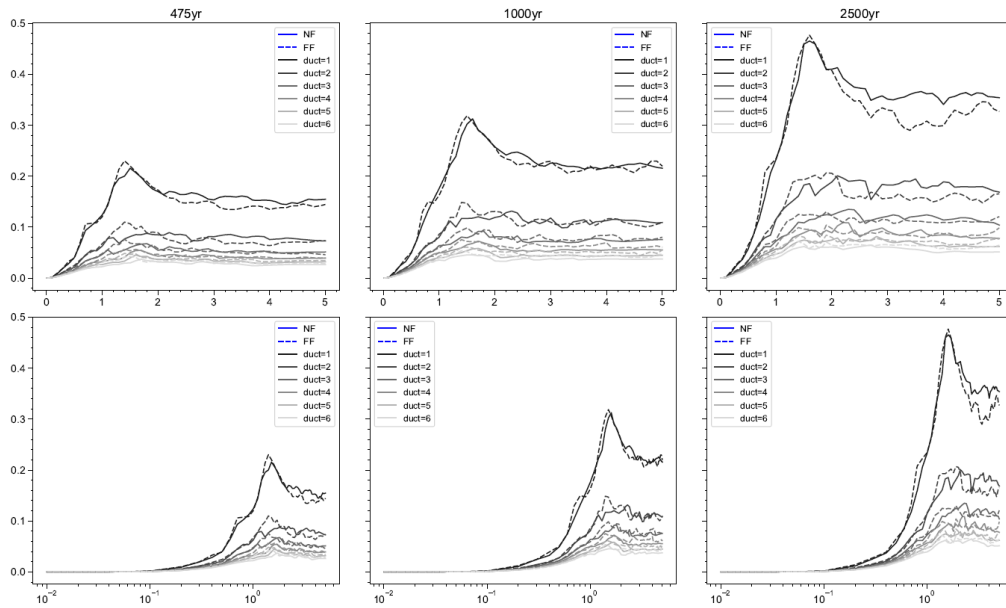 475yr
1000yr
2500yr
0.5
0.4
0.3
0.2
0.1
0.0
NF
FF
duct=1
duct=2
duct=3
duct=4
duct=5
duct=6
0 1 2 3 4 5
NF
FF
duct=1
duct=2
duct=3
duct=4
duct=5
duct=6
0 1 2 3 4 5
NF
FF
duct=1
duct=2
duct=3
duct=4
duct=5
duct=6
0 1 2 3 4 5
0.5
0.4
0.3
0.2
0.1
0.0
NF
FF
duct=1
duct=2
duct=3
duct=4
duct=5
duct=6
10⁻² 10⁻¹ 10⁰
NF
FF
duct=1
duct=2
duct=3
duct=4
duct=5
duct=6
10⁻² 10⁻¹ 10⁰
NF
FF
duct=1
duct=2
duct=3
duct=4
duct=5
duct=6
10⁻² 10⁻¹ 10⁰